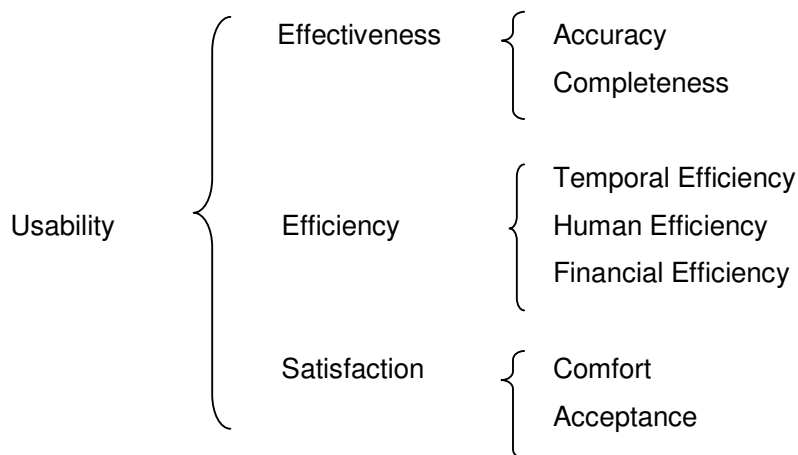 Usability
Effectiveness
Accuracy
Completeness
Efficiency
Temporal Efficiency
Human Efficiency
Financial Efficiency
Satisfaction
Comfort
Acceptance